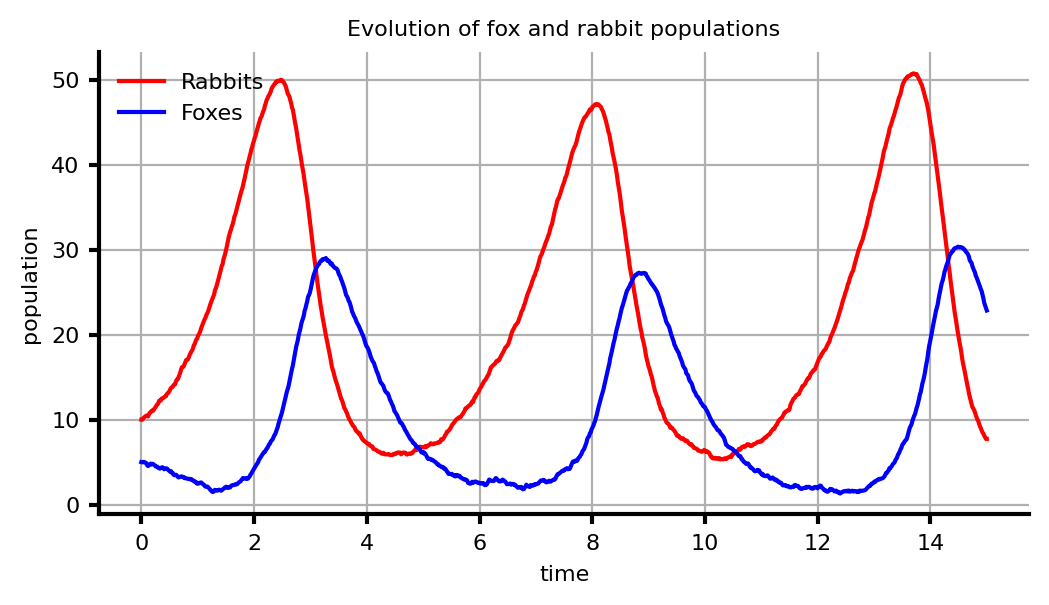 Evolution of fox and rabbit populations
Rabbits
Foxes
population
50
40
30
20
10
0
0 2 4 6 8 10 12 14
time